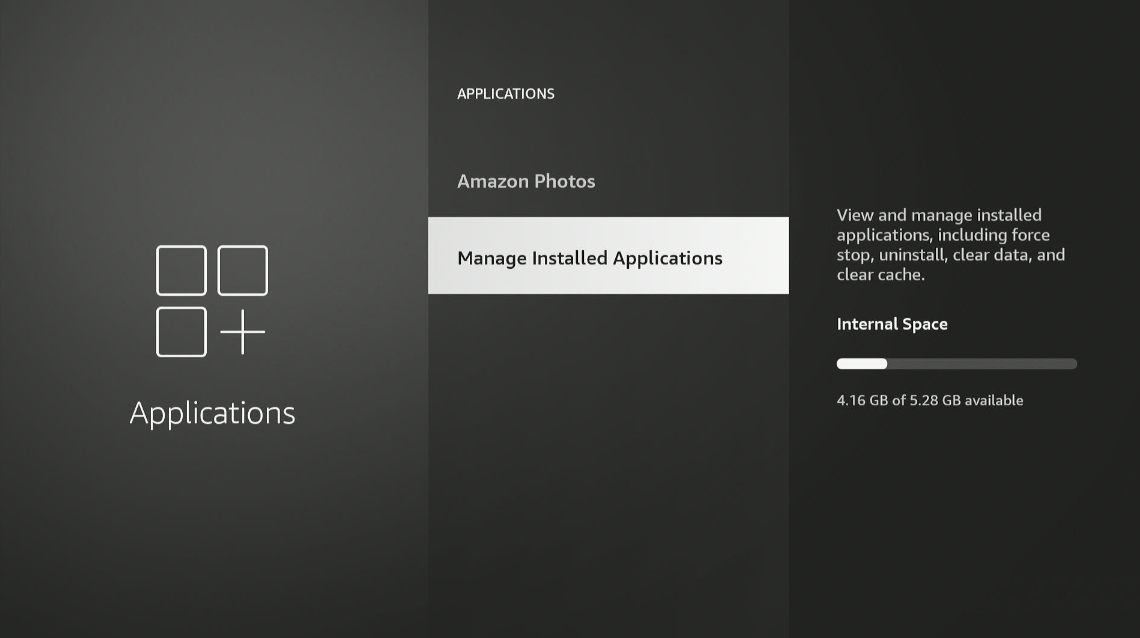 Applications
APPLICATIONS
Amazon Photos
Manage Installed Applications
View and manage installed
applications, including force
stop, uninstall, clear data, and
clear cache.
Internal Space
4.16 GB of 5.28 GB available